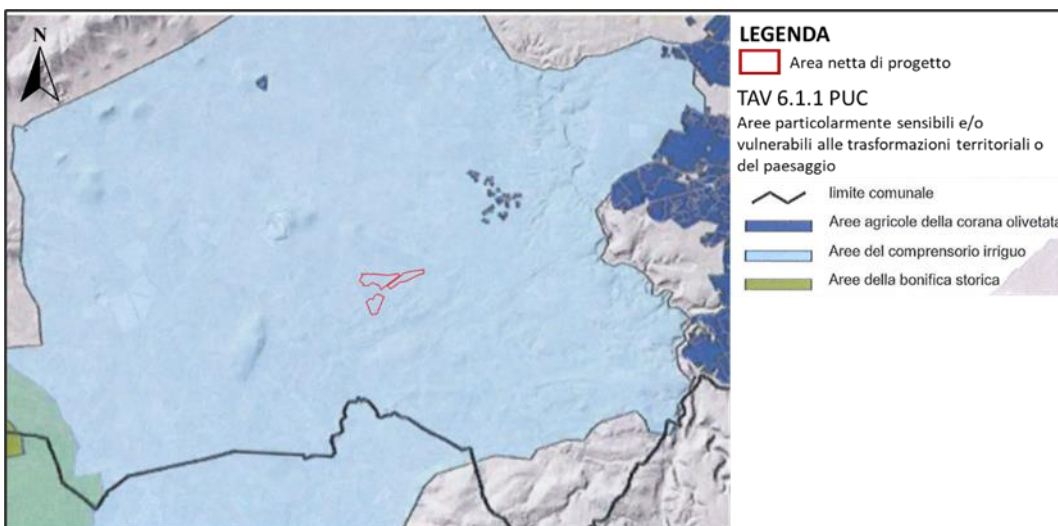 N
LEGENDA
Area netta di progetto
TAV 6.1.1 PUC
Aree particolarmente sensibili e/o
vulnerabili alle trasformazioni territoriali o
del paesaggio
limite comunale
Aree agricole della corana olivetata
Aree del comprensorio irriguo
Aree della bonifica storica